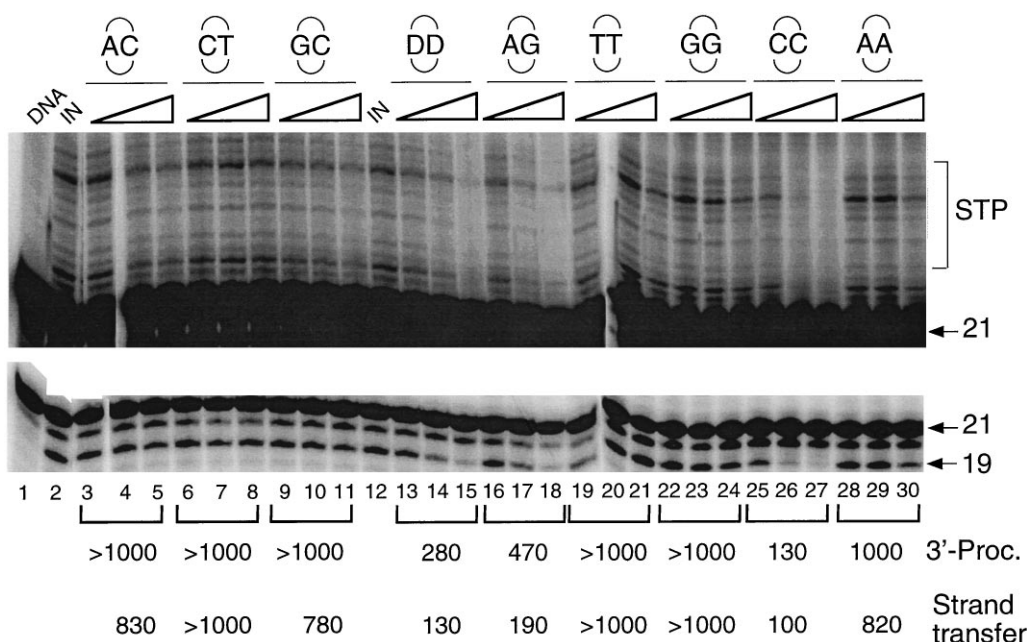 AC CT GC DD AG TT GG CC AA
DNA IN IN
STP
21
21
19
1 2 3 4 5 6 7 8 9 10 11 12 13 14 15 16 17 18 19 20 21 22 23 24 25 26 27 28 29 30
>1000 >1000 >1000 280 470 >1000 >1000 130 1000 3'-Proc.
830 >1000 780 130 190 >1000 >1000 100 820 Strand
transfer